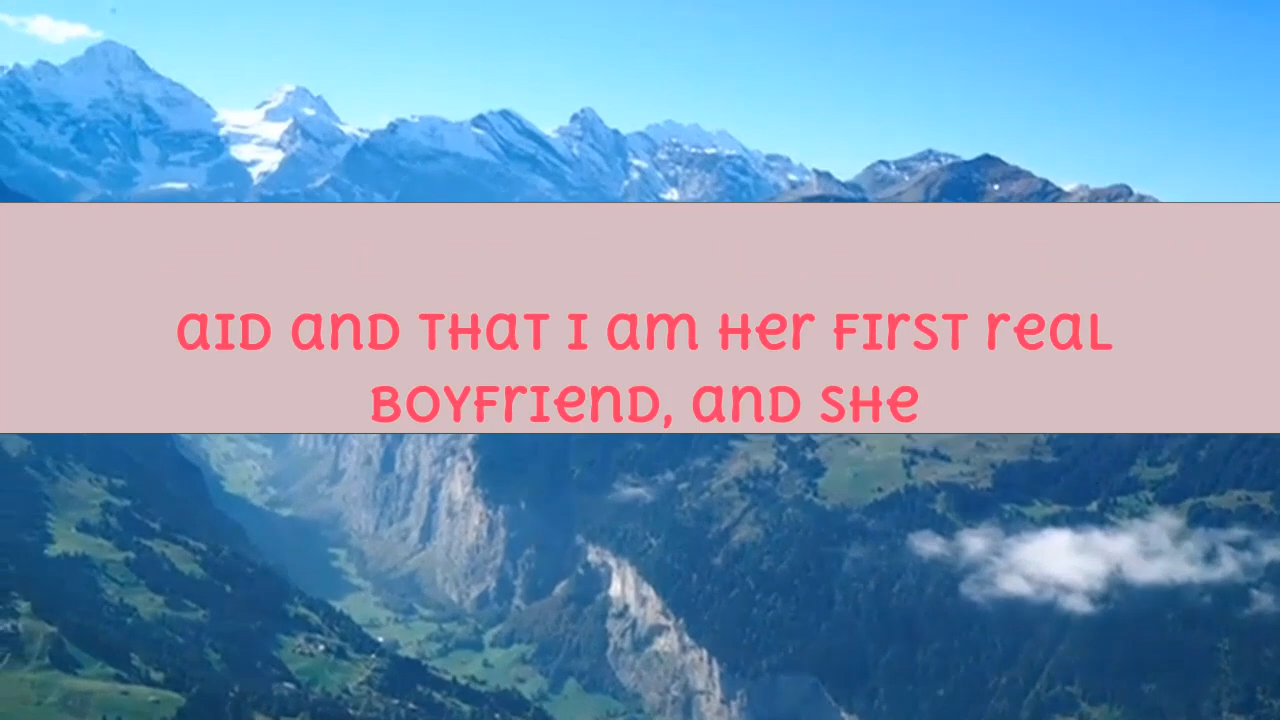 aID anD THaT I am Her FIrST reaL
BOYFrIenD, anD SHe